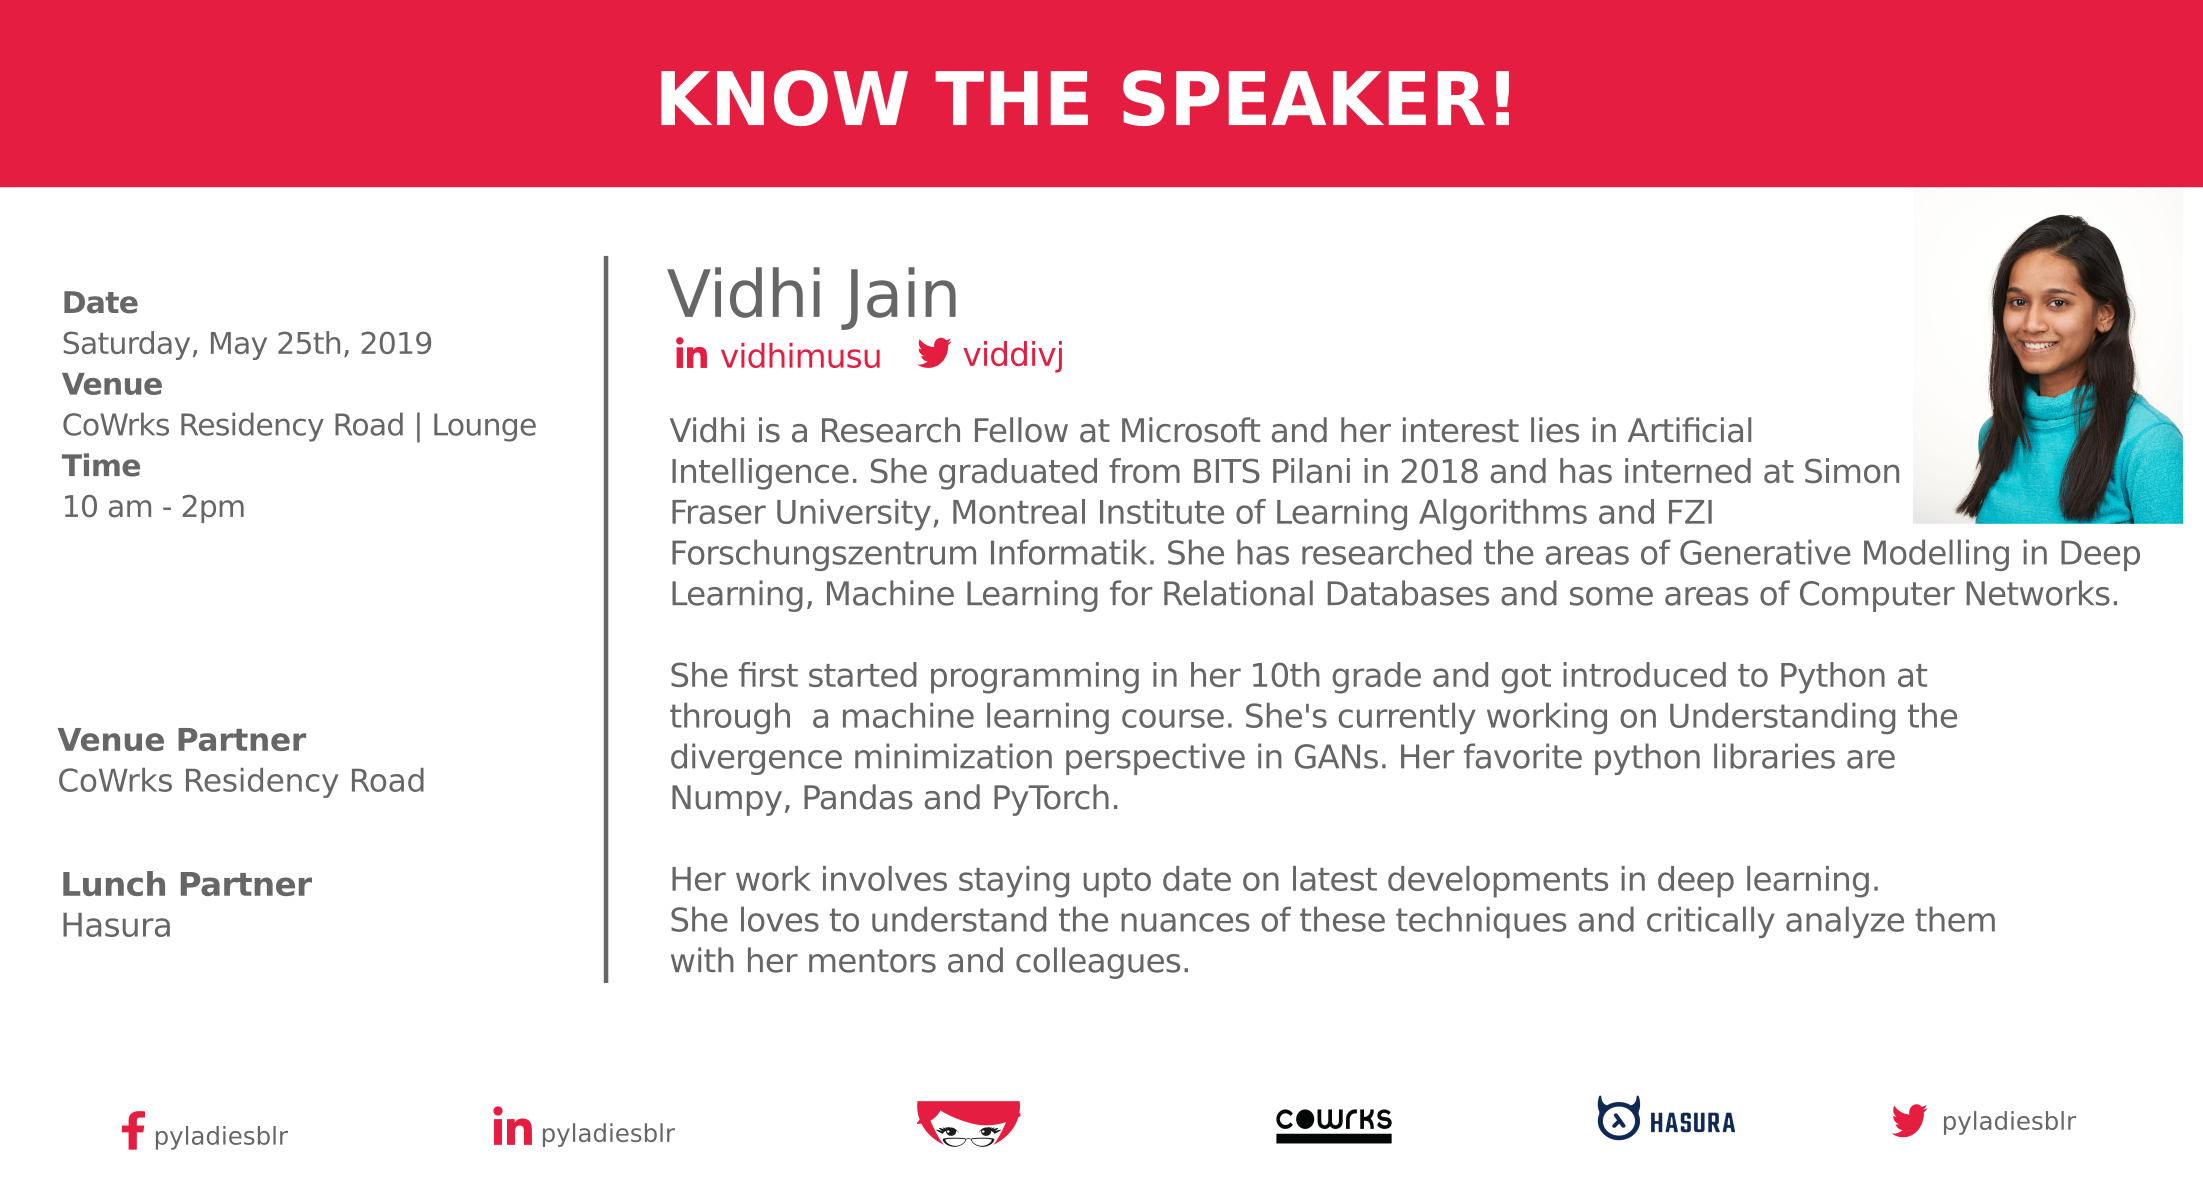 KNOW THE SPEAKER!
Date
Saturday, May 25th, 2019
Venue
CoWrks Residency Road | Lounge
Time
10 am - 2pm
Venue Partner
CoWrks Residency Road
Lunch Partner
Hasura
Vidhi Jain
in vidhimusu viddivj
Vidhi is a Research Fellow at Microsoft and her interest lies in Artificial
Intelligence. She graduated from BITS Pilani in 2018 and has interned at Simon
Fraser University, Montreal Institute of Learning Algorithms and FZI
Forschungszentrum Informatik. She has researched the areas of Generative Modelling in Deep
Learning, Machine Learning for Relational Databases and some areas of Computer Networks.
She first started programming in her 10th grade and got introduced to Python at
through  a machine learning course. She's currently working on Understanding the
divergence minimization perspective in GANs. Her favorite python libraries are
Numpy, Pandas and PyTorch.
Her work involves staying upto date on latest developments in deep learning.
She loves to understand the nuances of these techniques and critically analyze them
with her mentors and colleagues.
f pyladiesblr in pyladiesblr COWRKS HASURA pyladiesblr